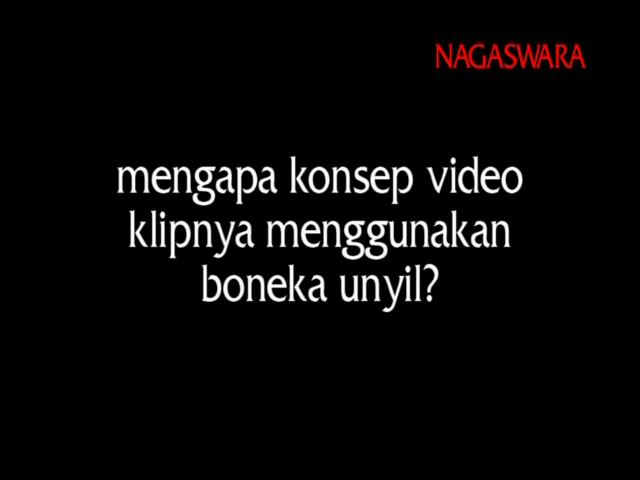 NAGASWARA
mengapa konsep video
klipnya menggunakan
boneka unyil?